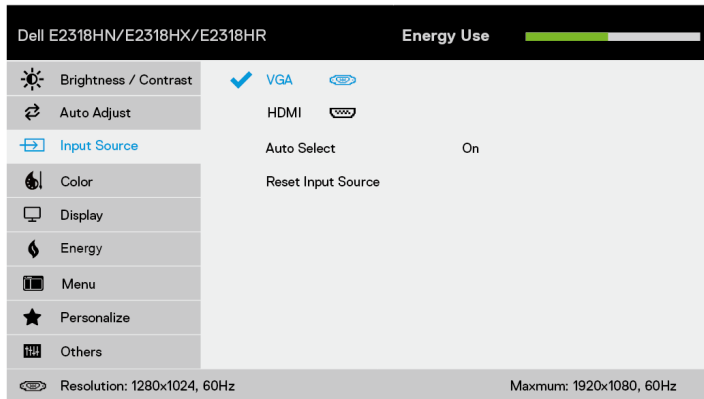 Dell E2318HN/E2318HX/E2318HR Energy Use
Brightness / Contrast VGA
Auto Adjust HDMI
Input Source Auto Select On
Color Reset Input Source
Display
Energy
Menu
Personalize
Others
Resolution: 1280x1024, 60Hz Maxmum: 1920x1080, 60Hz